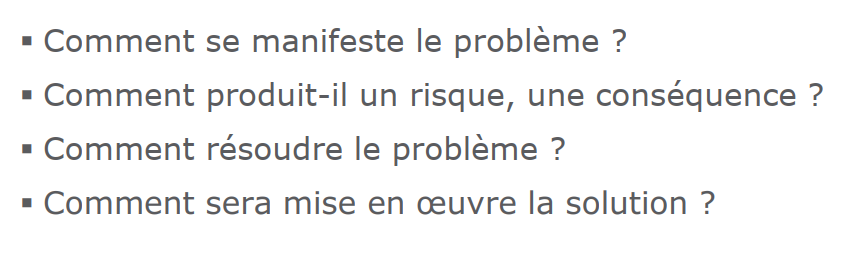 ▪ Comment se manifeste le problème ?
▪ Comment produit-il un risque, une conséquence ?
▪ Comment résoudre le problème ?
▪ Comment sera mise en œuvre la solution ?